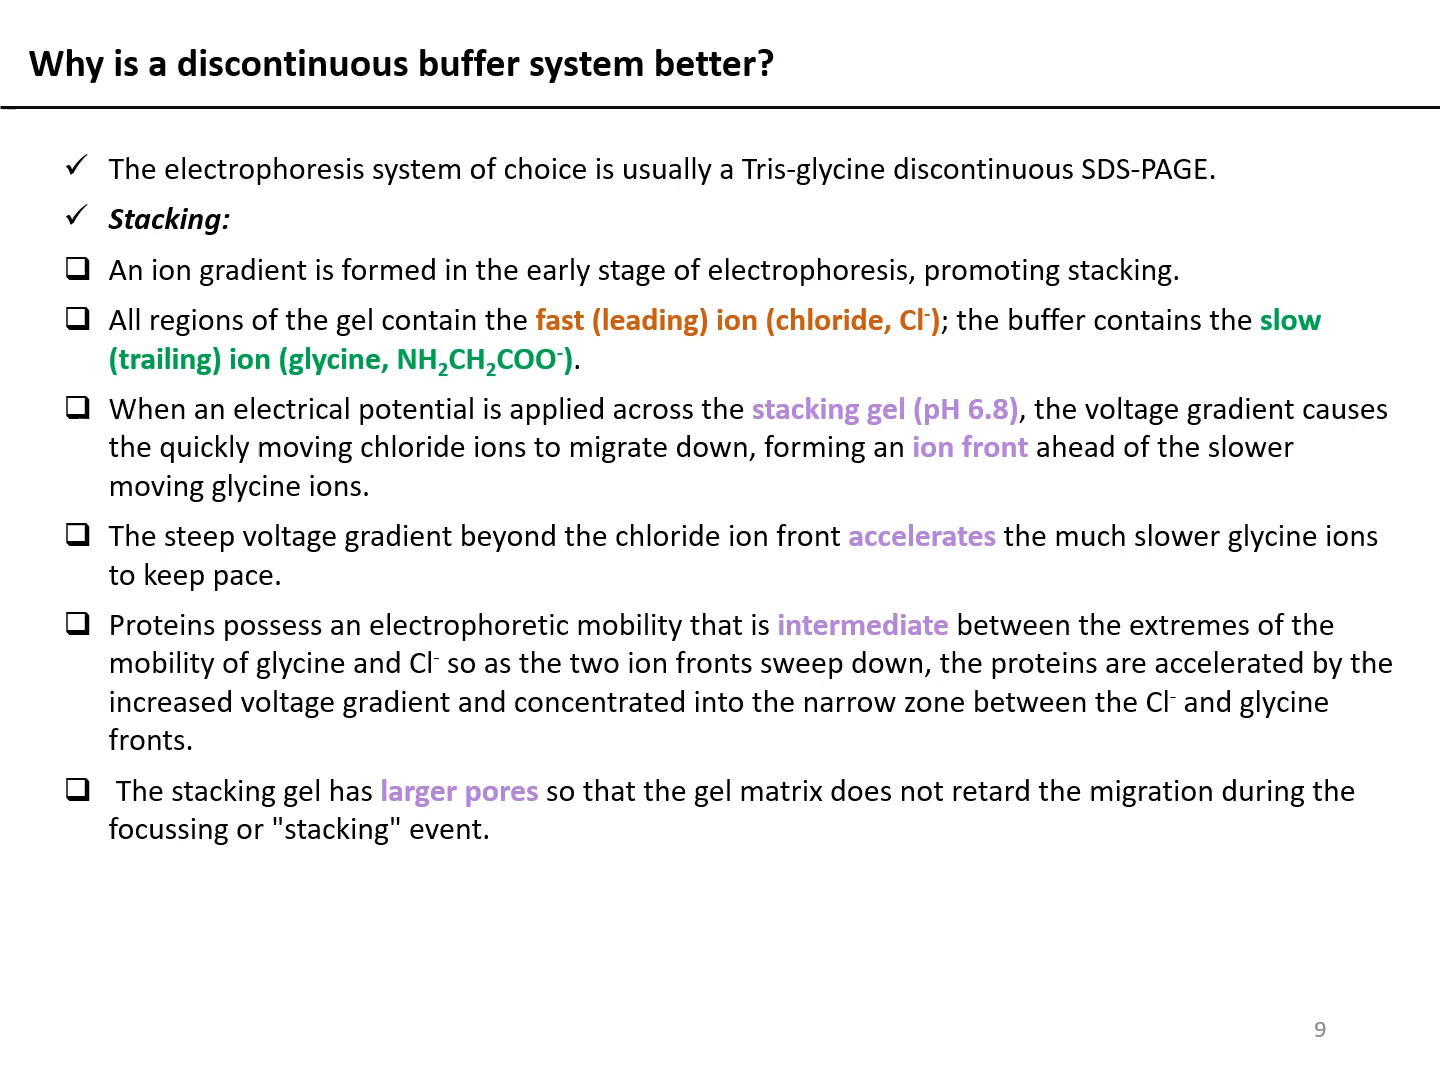 Why is a discontinuous buffer system better?
✓ The electrophoresis system of choice is usually a Tris-glycine discontinuous SDS-PAGE.
✓ Stacking:
❑ An ion gradient is formed in the early stage of electrophoresis, promoting stacking.
❑ All regions of the gel contain the fast (leading) ion (chloride, Cl⁻); the buffer contains the slow
(trailing) ion (glycine, NH₂CH₂COO⁻).
❑ When an electrical potential is applied across the stacking gel (pH 6.8), the voltage gradient causes
the quickly moving chloride ions to migrate down, forming an ion front ahead of the slower
moving glycine ions.
❑ The steep voltage gradient beyond the chloride ion front accelerates the much slower glycine ions
to keep pace.
❑ Proteins possess an electrophoretic mobility that is intermediate between the extremes of the
mobility of glycine and Cl⁻ so as the two ion fronts sweep down, the proteins are accelerated by the
increased voltage gradient and concentrated into the narrow zone between the Cl⁻ and glycine
fronts.
❑ The stacking gel has larger pores so that the gel matrix does not retard the migration during the
focussing or "stacking" event.
9